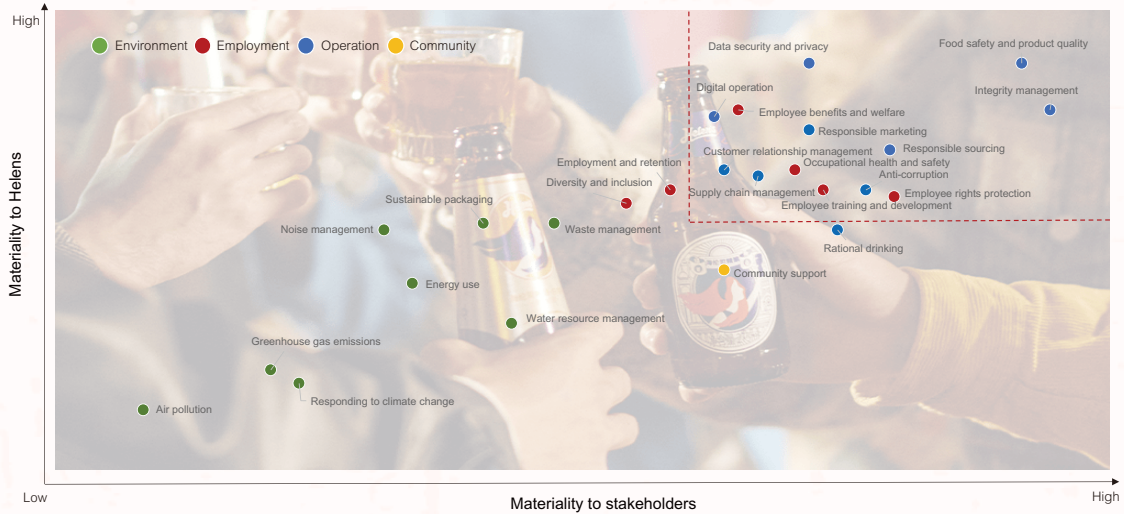 High
Environment
Employment
Operation
Community
Data security and privacy
Food safety and product quality
Digital operation
Integrity management
Employee benefits and welfare
Responsible marketing
Customer relationship management
Responsible sourcing
Employment and retention
Occupational health and safety
Anti-corruption
Diversity and inclusion
Supply chain management
Employee rights protection
Sustainable packaging
Employee training and development
Noise management
Waste management
Rational drinking
Community support
Energy use
Water resource management
Greenhouse gas emissions
Responding to climate change
Air pollution
Materiality to Helens
Low
Materiality to stakeholders
High